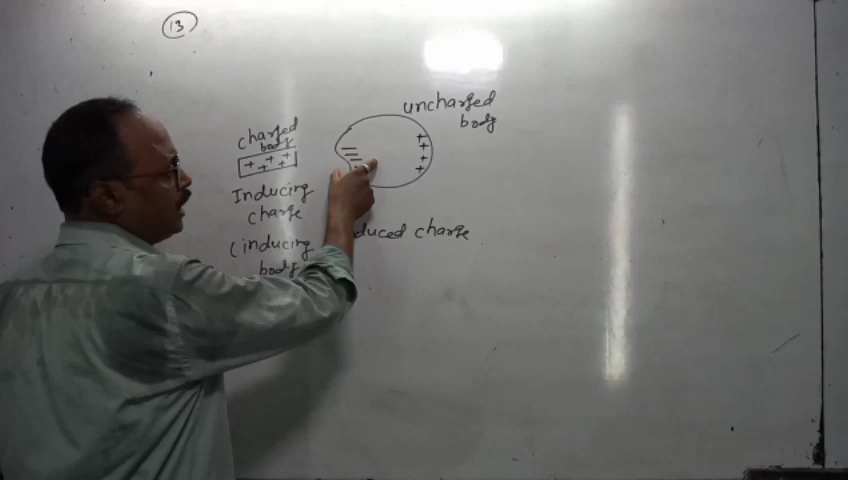 13
uncharged
body
charged
body
+ + + + +
+
+
+
+
Inducing
charge
duced charge
(inducing
body